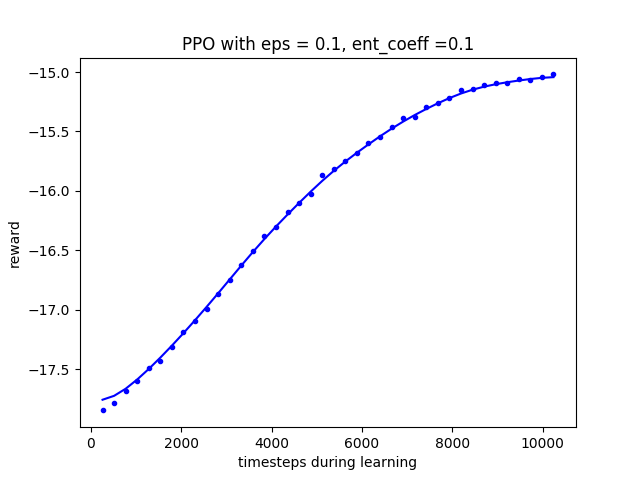 PPO with eps = 0.1, ent_coeff =0.1
−15.0
−15.5
−16.0
−16.5
−17.0
−17.5
reward
0 2000 4000 6000 8000 10000
timesteps during learning